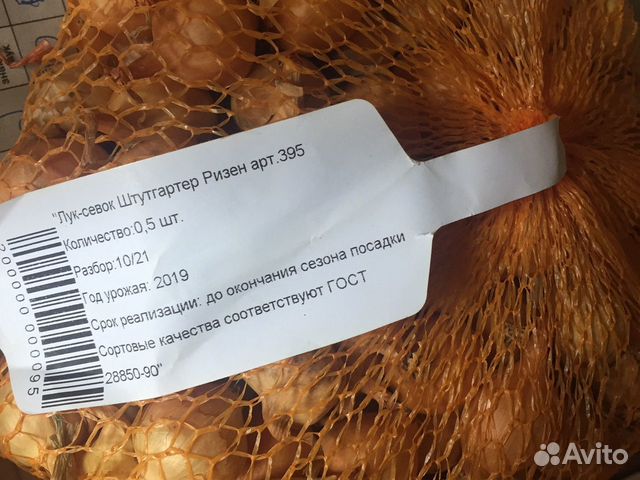 "Лук-севок Штутгартер Ризен арт.395
Количество:0,5 шт.
Разбор:10/21
Год урожая: 2019
Срок реализации: до окончания сезона посадки
Сортовые качества соответствуют ГОСТ
28850-90"
Avito